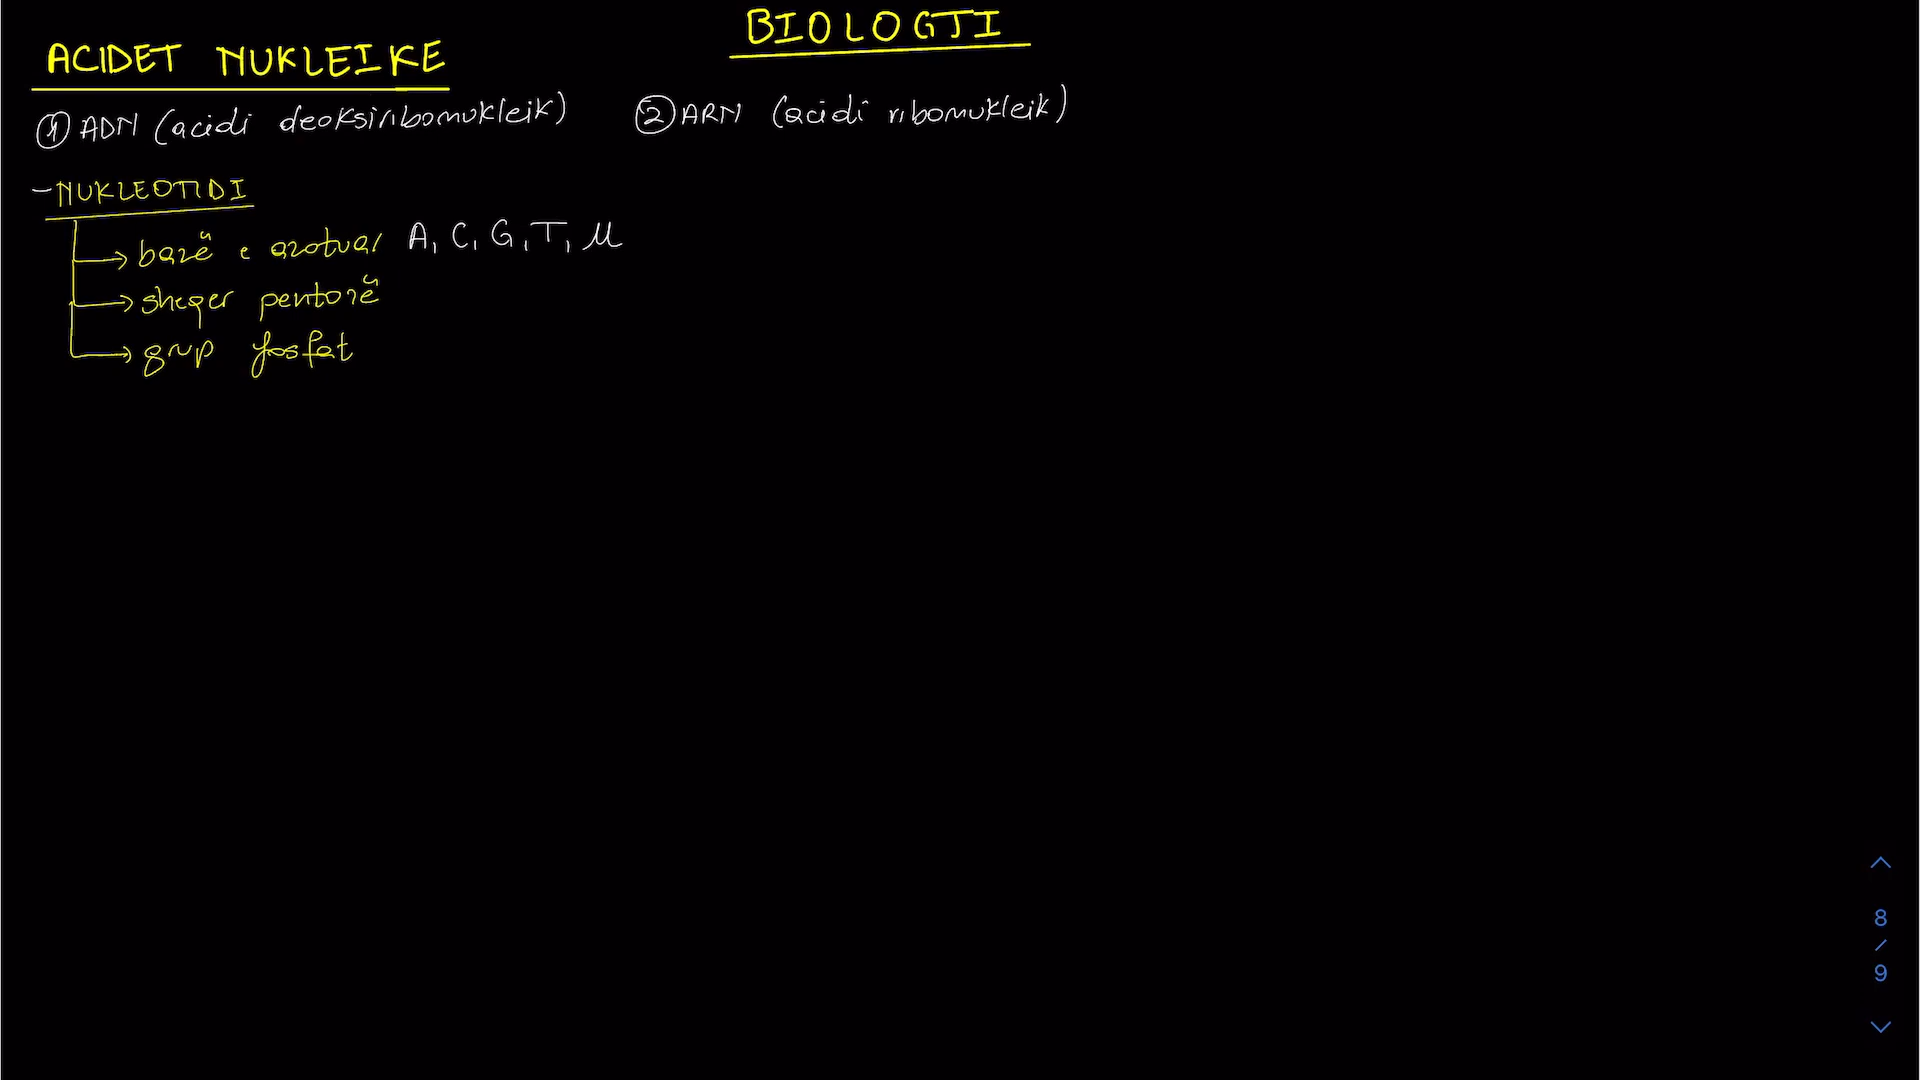 BIOLOGJI
ACIDET NUKLEIKE
① ADN (acidi deoksiribonukleik) ② ARN (acidi ribonukleik)
- NUKLEOTIDI
→ bazë e azotuar A, C, G, T, U
→ sheqer pentozë
→ grup fosfat
8
/
9